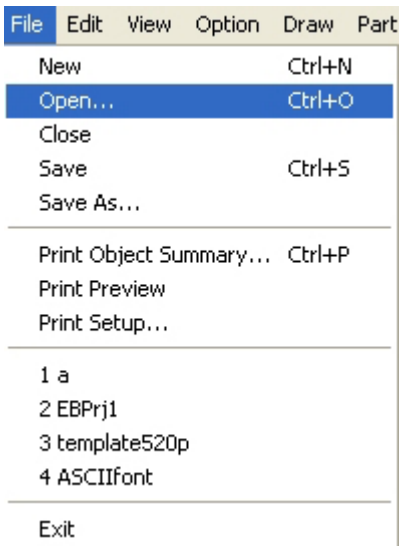 File Edit View Option Draw Part
New Ctrl+N
Open... Ctrl+O
Close
Save Ctrl+S
Save As...
Print Object Summary... Ctrl+P
Print Preview
Print Setup...
1 a
2 EBPrj1
3 template520p
4 ASCIIfont
Exit